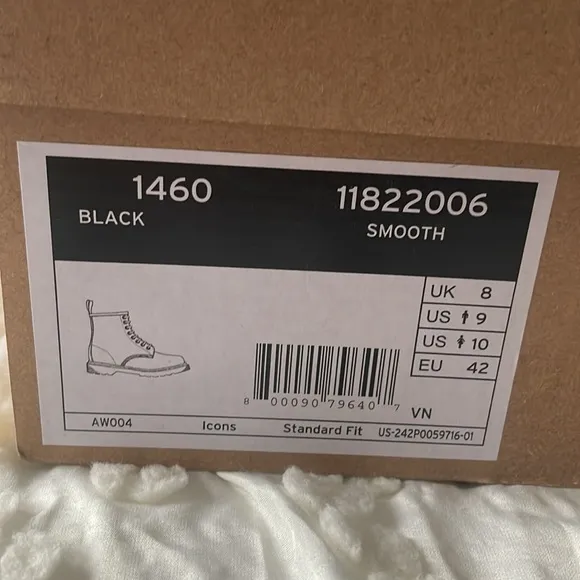 1460 11822006
BLACK SMOOTH
UK 8
US 9
US 10
EU 42
8 00090 79640 7
VN
AW004 Icons Standard Fit US-242P0059716-01